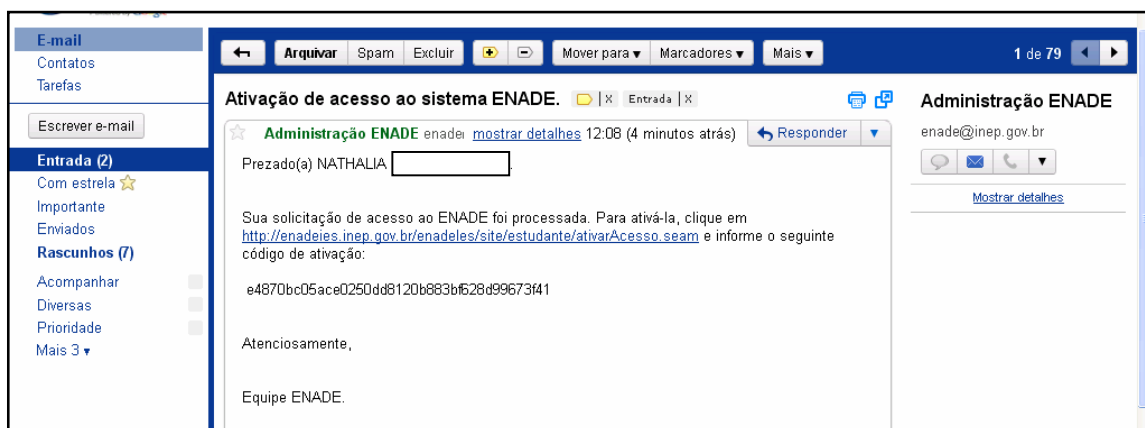 E-mail
Contatos
Tarefas
Escrever e-mail
Entrada (2)
Com estrela
Importante
Enviados
Rascunhos (7)
Acompanhar
Diversas
Prioridade
Mais 3
Arquivar Spam Excluir Mover para Marcadores Mais 1 de 79
Ativação de acesso ao sistema ENADE. X Entrada X
Administração ENADE enade mostrar detalhes 12:08 (4 minutos atrás) Responder
Prezado(a) NATHALIA .
Sua solicitação de acesso ao ENADE foi processada. Para ativá-la, clique em
http://enadeies.inep.gov.br/enadeIes/site/estudante/ativarAcesso.seam e informe o seguinte
código de ativação:
e4870bc05ace0250dd8120b883bf628d99673f41
Atenciosamente,
Equipe ENADE.
Administração ENADE
enade@inep.gov.br
Mostrar detalhes